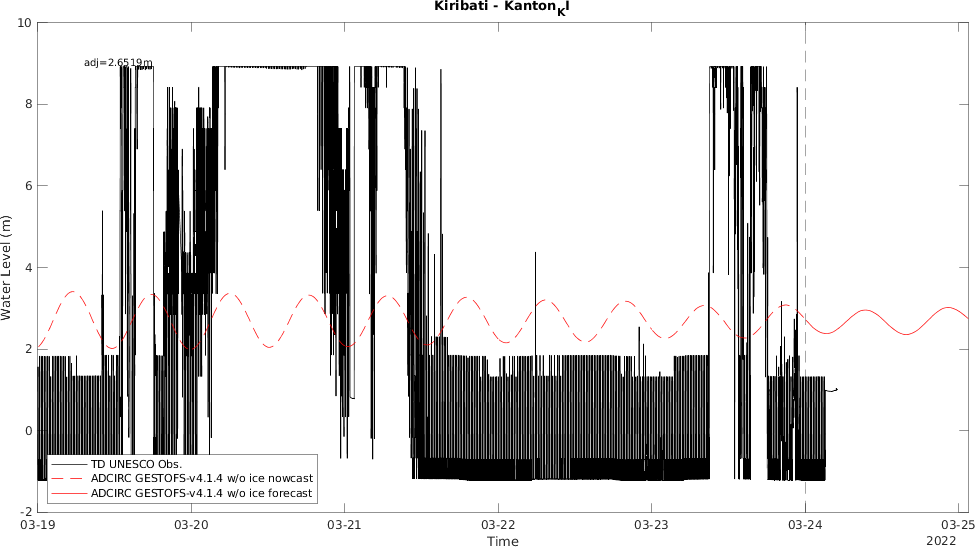 Kiribati - Kanton_KI
adj=2.6519m
10
8
6
4
2
0
-2
Water Level (m)
TD UNESCO Obs.
ADCIRC GESTOFS-v4.1.4 w/o ice nowcast
ADCIRC GESTOFS-v4.1.4 w/o ice forecast
03-19 03-20 03-21 03-22 03-23 03-24 03-25
Time
2022